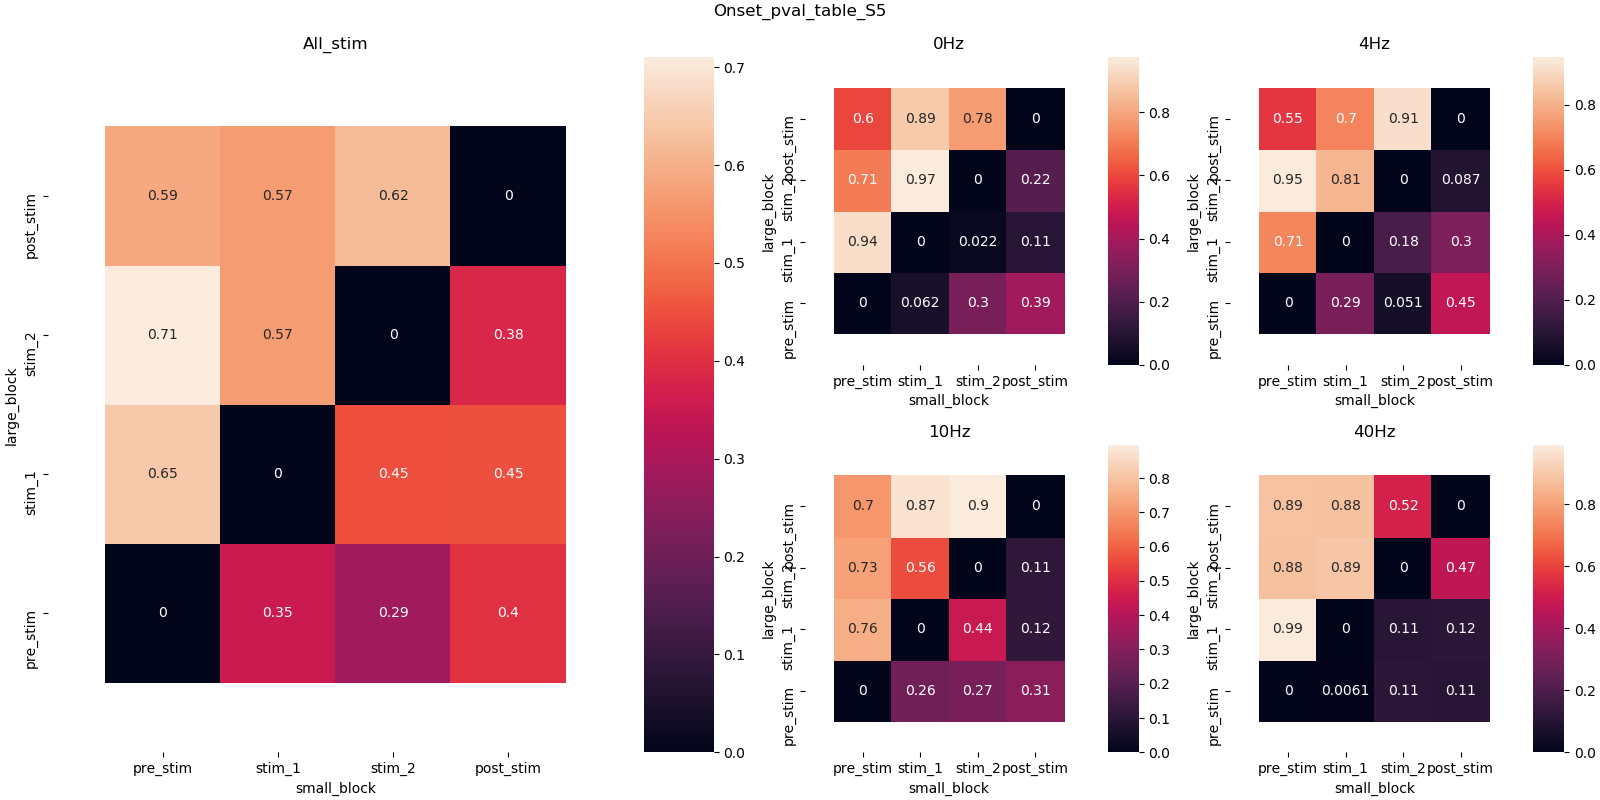 Onset_pval_table_S5
All_stim
large_block
post_stim
stim_2
stim_1
pre_stim
0.59 0.57 0.62 0
0.71 0.57 0 0.38
0.65 0 0.45 0.45
0 0.35 0.29 0.4
pre_stim stim_1 stim_2 post_stim
small_block
0.7
0.6
0.5
0.4
0.3
0.2
0.1
0.0
0Hz
large_block
post_stim
stim_2
stim_1
pre_stim
0.6 0.89 0.78 0
0.71 0.97 0 0.22
0.94 0 0.022 0.11
0 0.062 0.3 0.39
pre_stim stim_1 stim_2 post_stim
small_block
0.8
0.6
0.4
0.2
0.0
4Hz
large_block
post_stim
stim_2
stim_1
pre_stim
0.55 0.7 0.91 0
0.95 0.81 0 0.087
0.71 0 0.18 0.3
0 0.29 0.051 0.45
pre_stim stim_1 stim_2 post_stim
small_block
0.8
0.6
0.4
0.2
0.0
10Hz
large_block
post_stim
stim_2
stim_1
pre_stim
0.7 0.87 0.9 0
0.73 0.56 0 0.11
0.76 0 0.44 0.12
0 0.26 0.27 0.31
pre_stim stim_1 stim_2 post_stim
small_block
0.8
0.7
0.6
0.5
0.4
0.3
0.2
0.1
0.0
40Hz
large_block
post_stim
stim_2
stim_1
pre_stim
0.89 0.88 0.52 0
0.88 0.89 0 0.47
0.99 0 0.11 0.12
0 0.0061 0.11 0.11
pre_stim stim_1 stim_2 post_stim
small_block
0.8
0.6
0.4
0.2
0.0